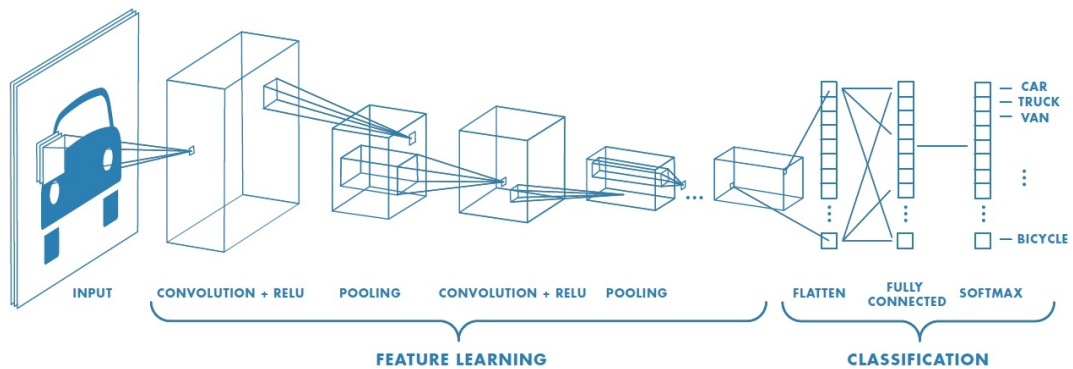 CAR
TRUCK
VAN
BICYCLE
INPUT
CONVOLUTION + RELU
POOLING
CONVOLUTION + RELU
POOLING
FLATTEN
FULLY
CONNECTED
SOFTMAX
FEATURE LEARNING
CLASSIFICATION